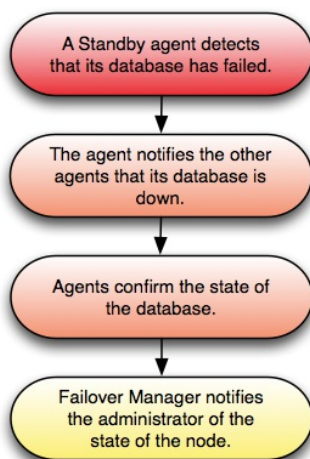 A Standby agent detects
that its database has failed.
The agent notifies the other
agents that its database is
down.
Agents confirm the state of
the database.
Failover Manager notifies
the administrator of the
state of the node.